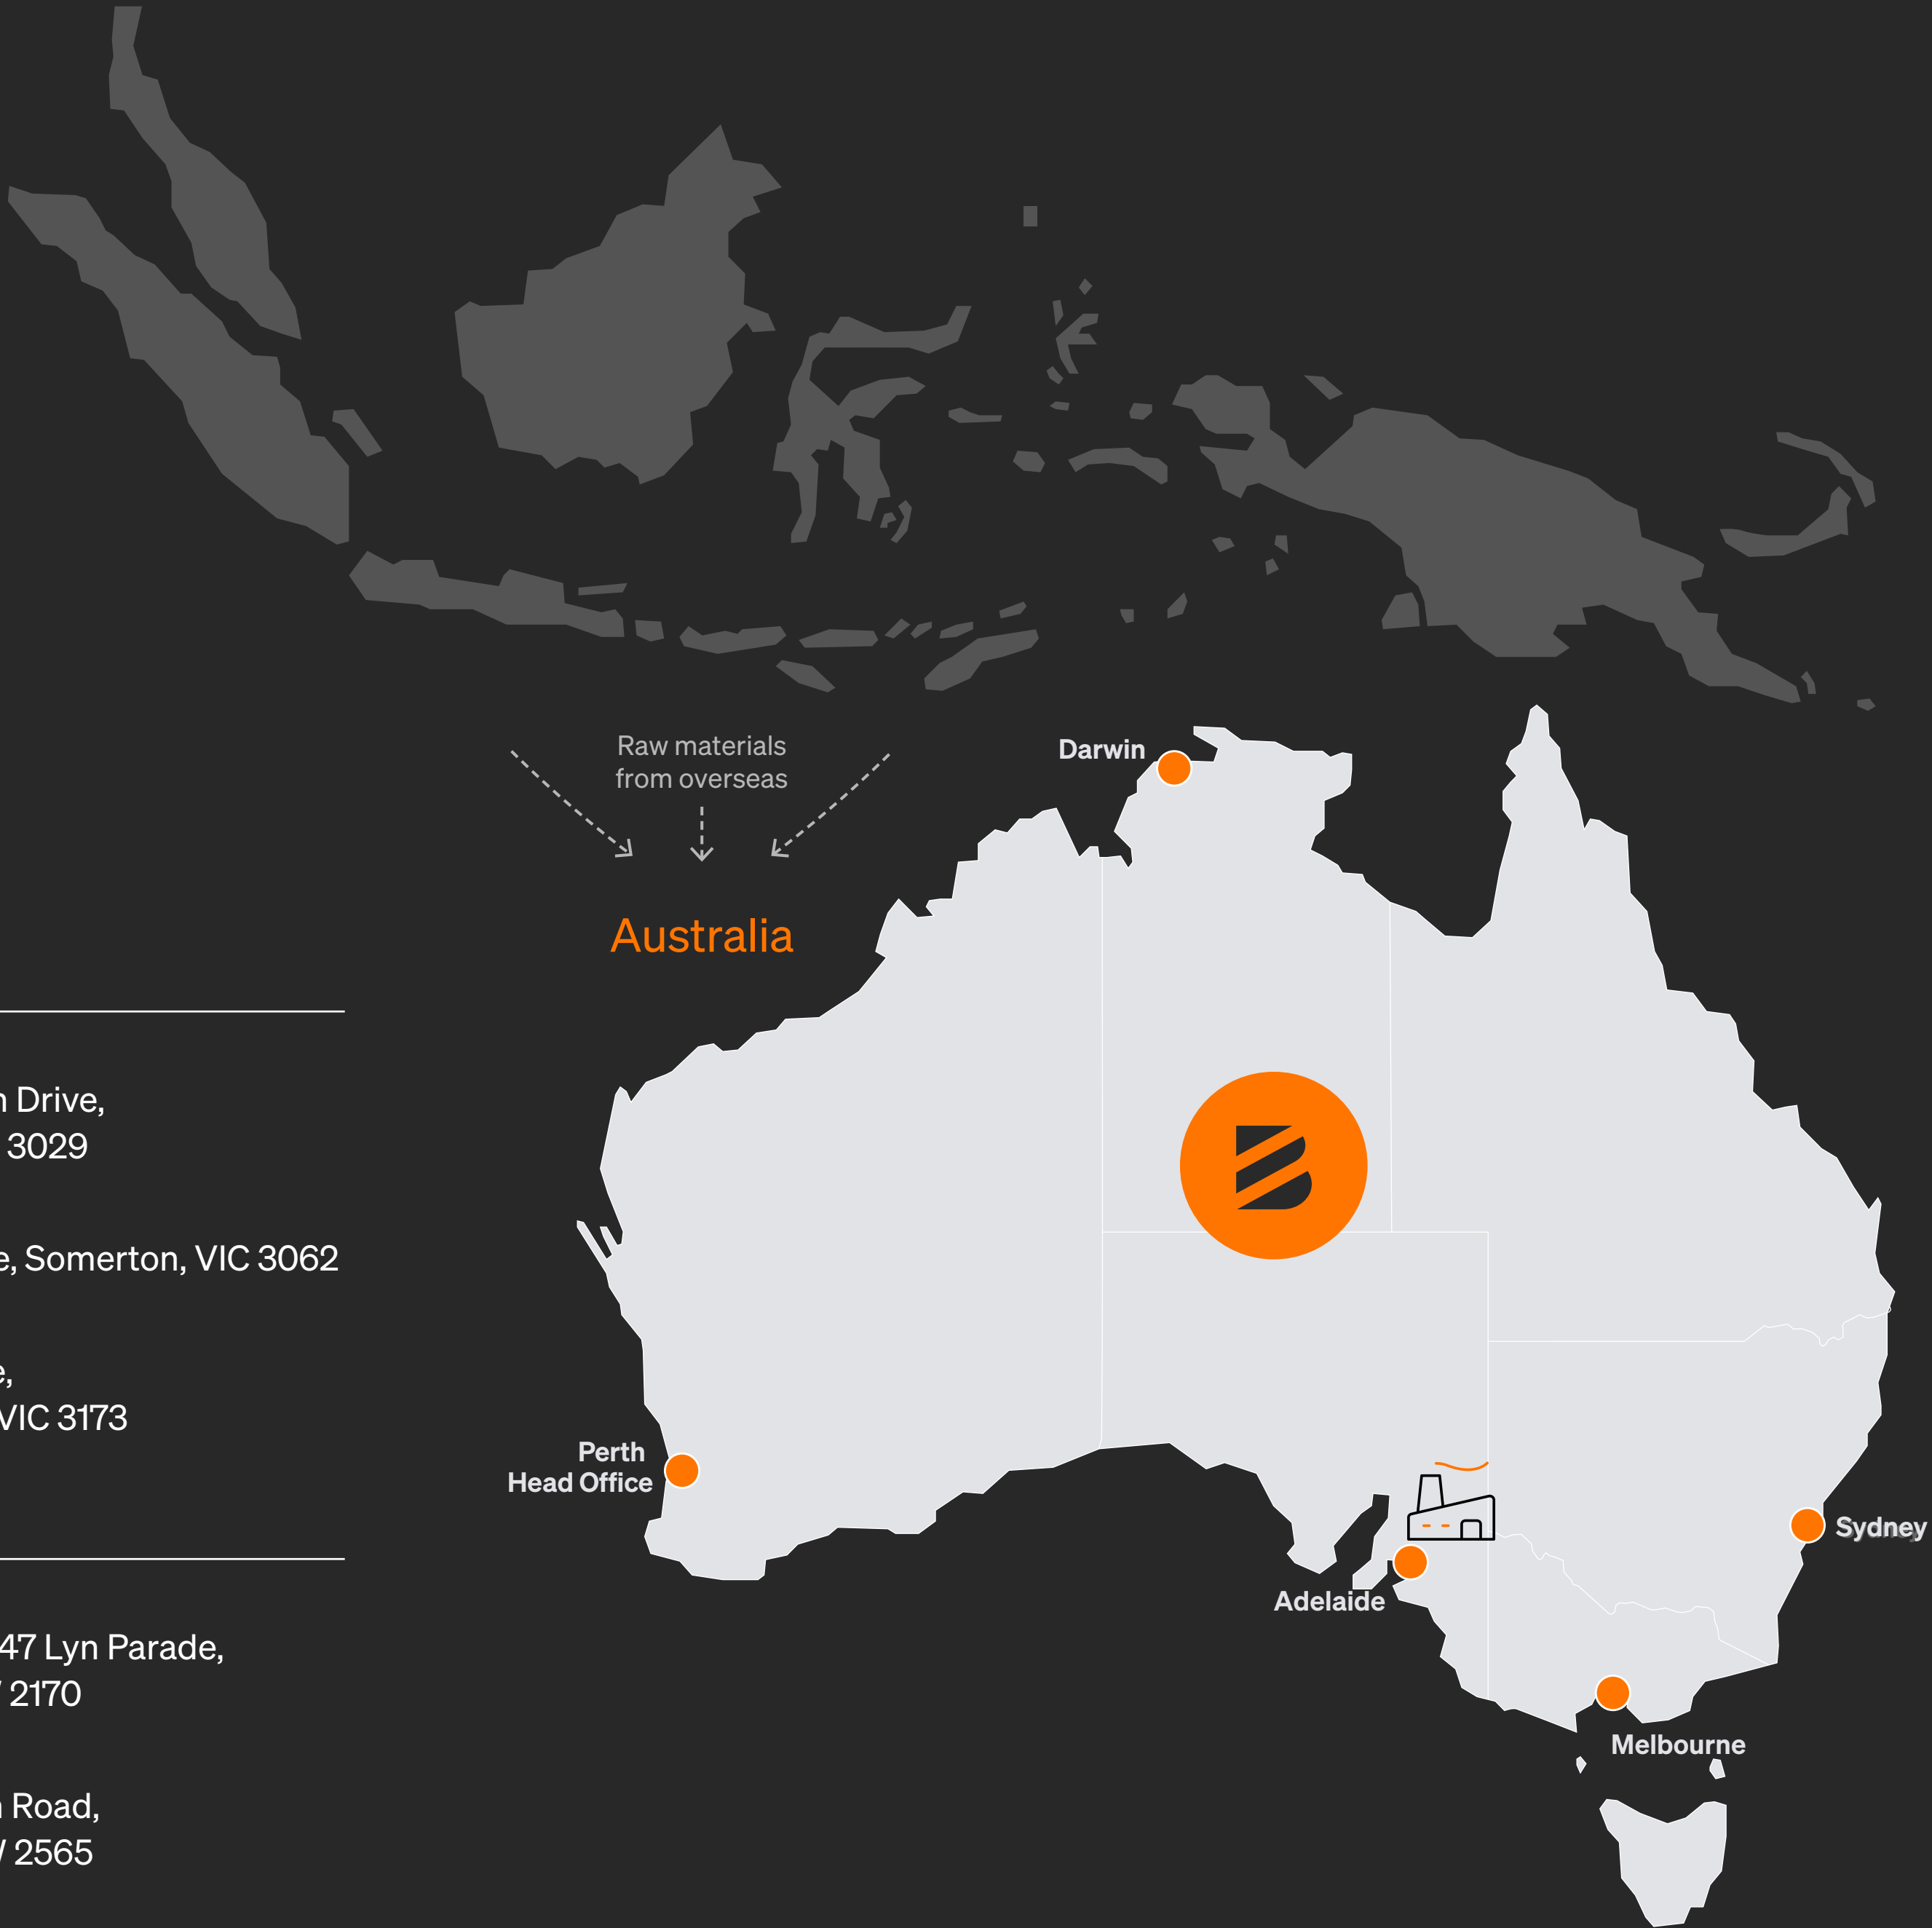 Raw materials
from overseas
Darwin
Australia
Drive,
3029
Somerton, VIC 3062
VIC 3173
Perth
Head Office
Sydney
Adelaide
47 Lyn Parade,
2170
Melbourne
Road,
2565